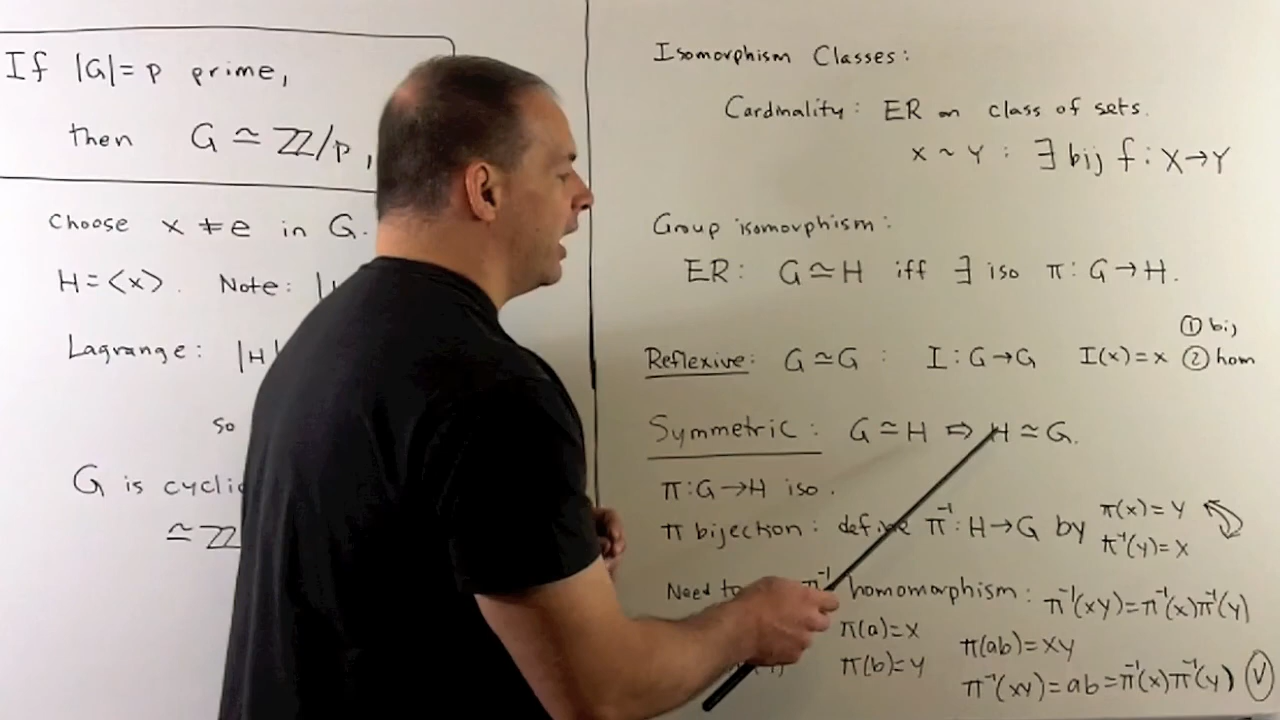 If |G|=p prime,
then G ≃ ℤ/p,
Choose x ≠ e in G.
H=<x>. Note: |
Lagrange: |H|
so
G is cyclic
≃ ℤ
Isomorphism Classes:
Cardinality: ER on class of sets.
X ~ Y : ∃ bij f: X→Y
Group isomorphism:
ER: G ≃ H iff ∃ iso π: G→H.
① bij
Reflexive: G ≃ G : I: G→G I(x)=x ② hom
Symmetric: G ≃ H ⇔ H ≃ G.
π: G→H iso.
π(x)=y
π bijection: define π⁻¹: H→G by
π⁻¹(y)=x
Need to π⁻¹ homomorphism: π⁻¹(xy)=π⁻¹(x)π⁻¹(y)
π(a)=x π(ab)=xy
π(b)=y
π⁻¹(xy)=ab=π⁻¹(x)π⁻¹(y) ✓